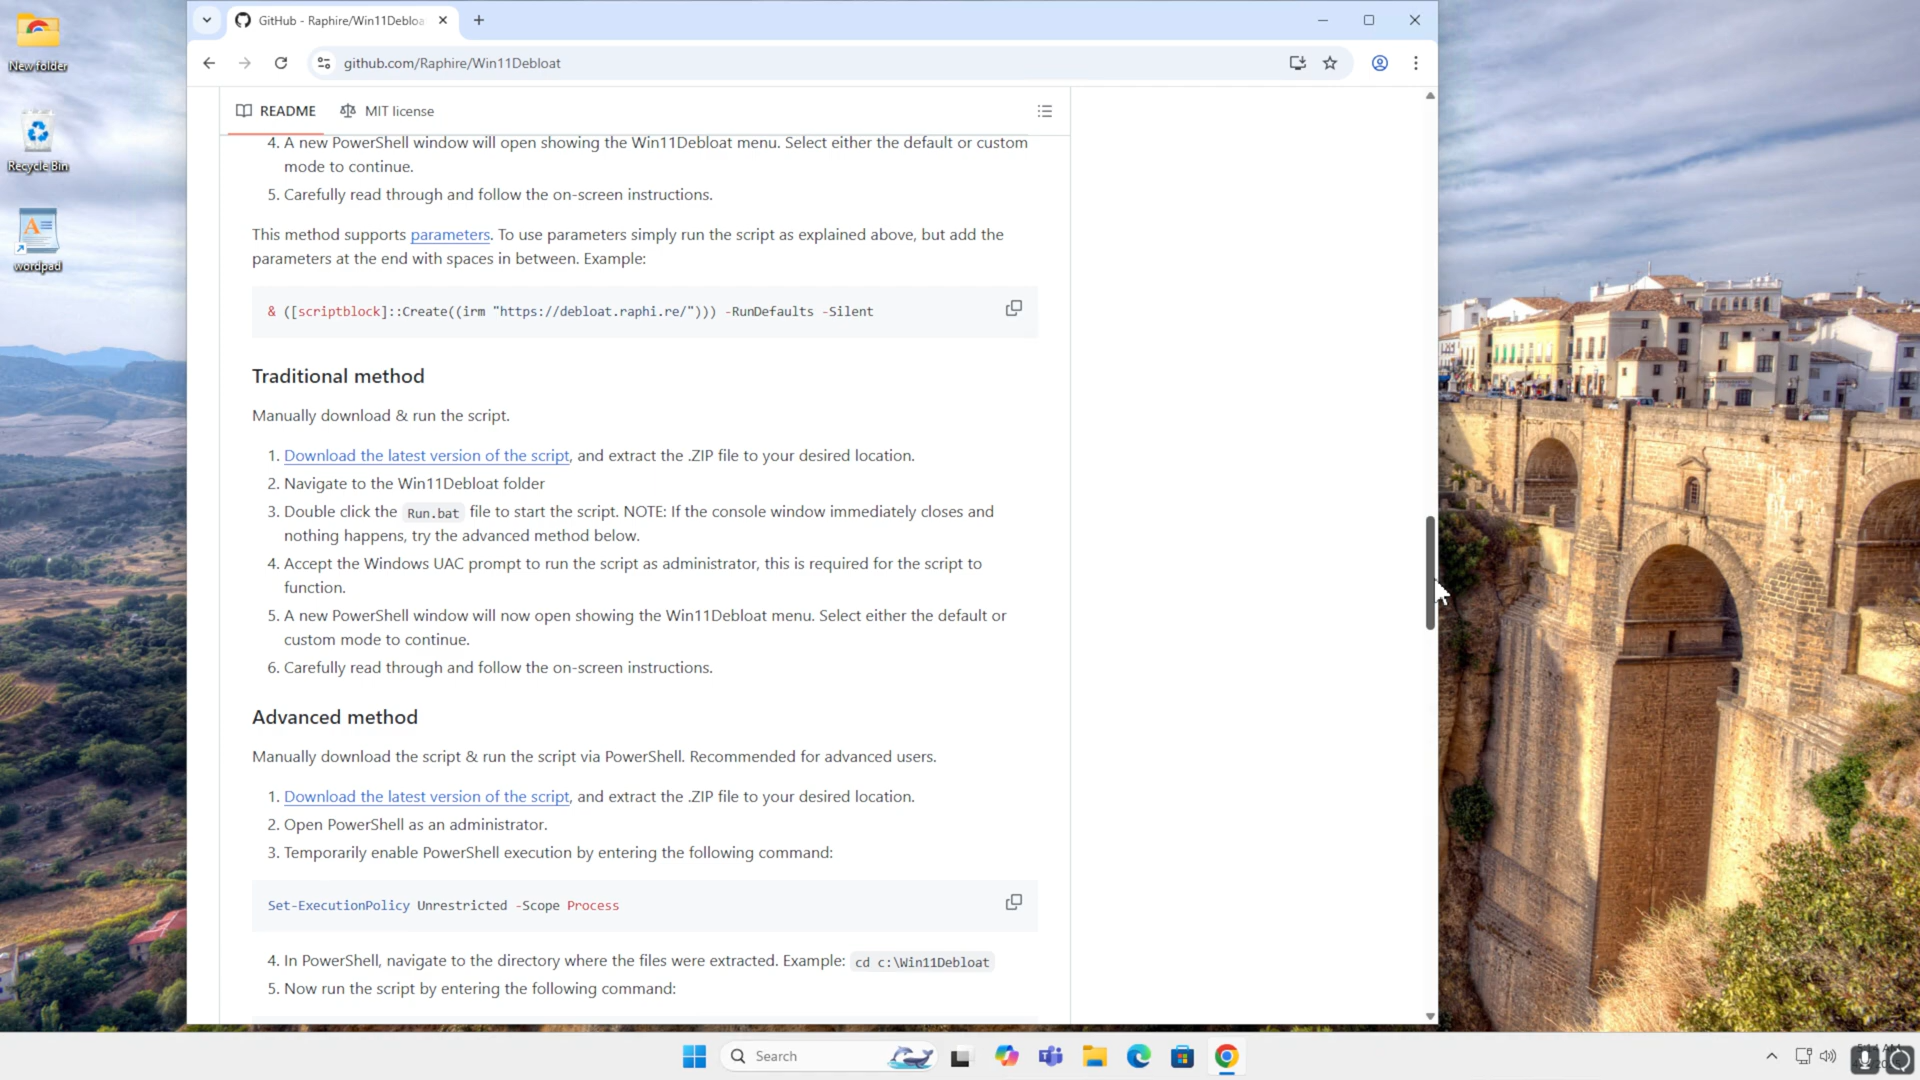 New folder
Recycle Bin
wordpad
GitHub - Raphire/Win11Debloa
github.com/Raphire/Win11Debloat
README
MIT license
4. A new PowerShell window will open showing the Win11Debloat menu. Select either the default or custom
mode to continue.
5. Carefully read through and follow the on-screen instructions.
This method supports parameters. To use parameters simply run the script as explained above, but add the
parameters at the end with spaces in between. Example:
& ([scriptblock]::Create((irm "https://debloat.raphi.re/"))) -RunDefaults -Silent
Traditional method
Manually download & run the script.
1. Download the latest version of the script, and extract the .ZIP file to your desired location.
2. Navigate to the Win11Debloat folder
3. Double click the Run.bat file to start the script. NOTE: If the console window immediately closes and
nothing happens, try the advanced method below.
4. Accept the Windows UAC prompt to run the script as administrator, this is required for the script to
function.
5. A new PowerShell window will now open showing the Win11Debloat menu. Select either the default or
custom mode to continue.
6. Carefully read through and follow the on-screen instructions.
Advanced method
Manually download the script & run the script via PowerShell. Recommended for advanced users.
1. Download the latest version of the script, and extract the .ZIP file to your desired location.
2. Open PowerShell as an administrator.
3. Temporarily enable PowerShell execution by entering the following command:
Set-ExecutionPolicy Unrestricted -Scope Process
4. In PowerShell, navigate to the directory where the files were extracted. Example: cd c:\Win11Debloat
5. Now run the script by entering the following command:
Search